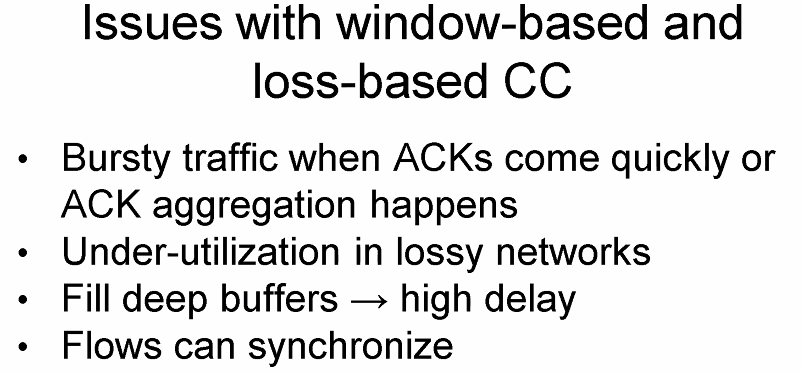 Issues with window-based and
loss-based CC
• Bursty traffic when ACKs come quickly or
ACK aggregation happens
• Under-utilization in lossy networks
• Fill deep buffers → high delay
• Flows can synchronize